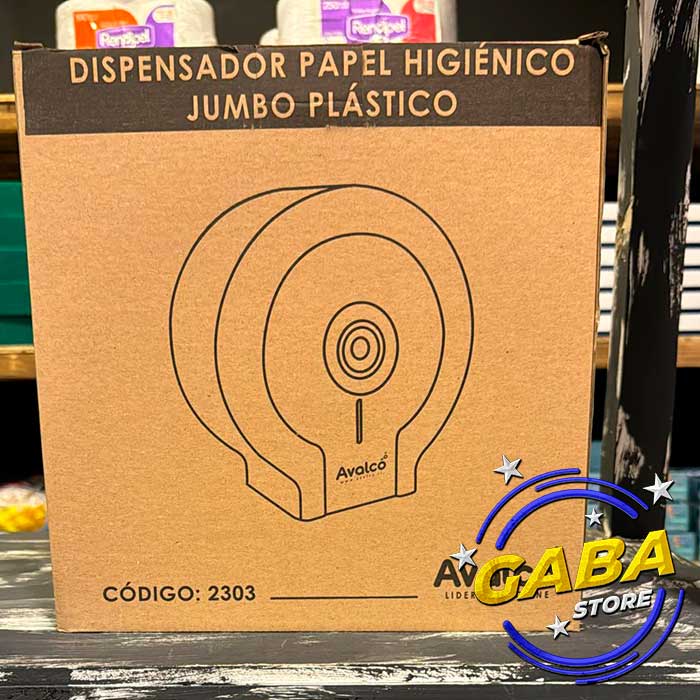 Rendipel
Rendipel
DISPENSADOR PAPEL HIGIÉNICO
JUMBO PLÁSTICO
Avalco
CÓDIGO: 2303
GABA
STORE